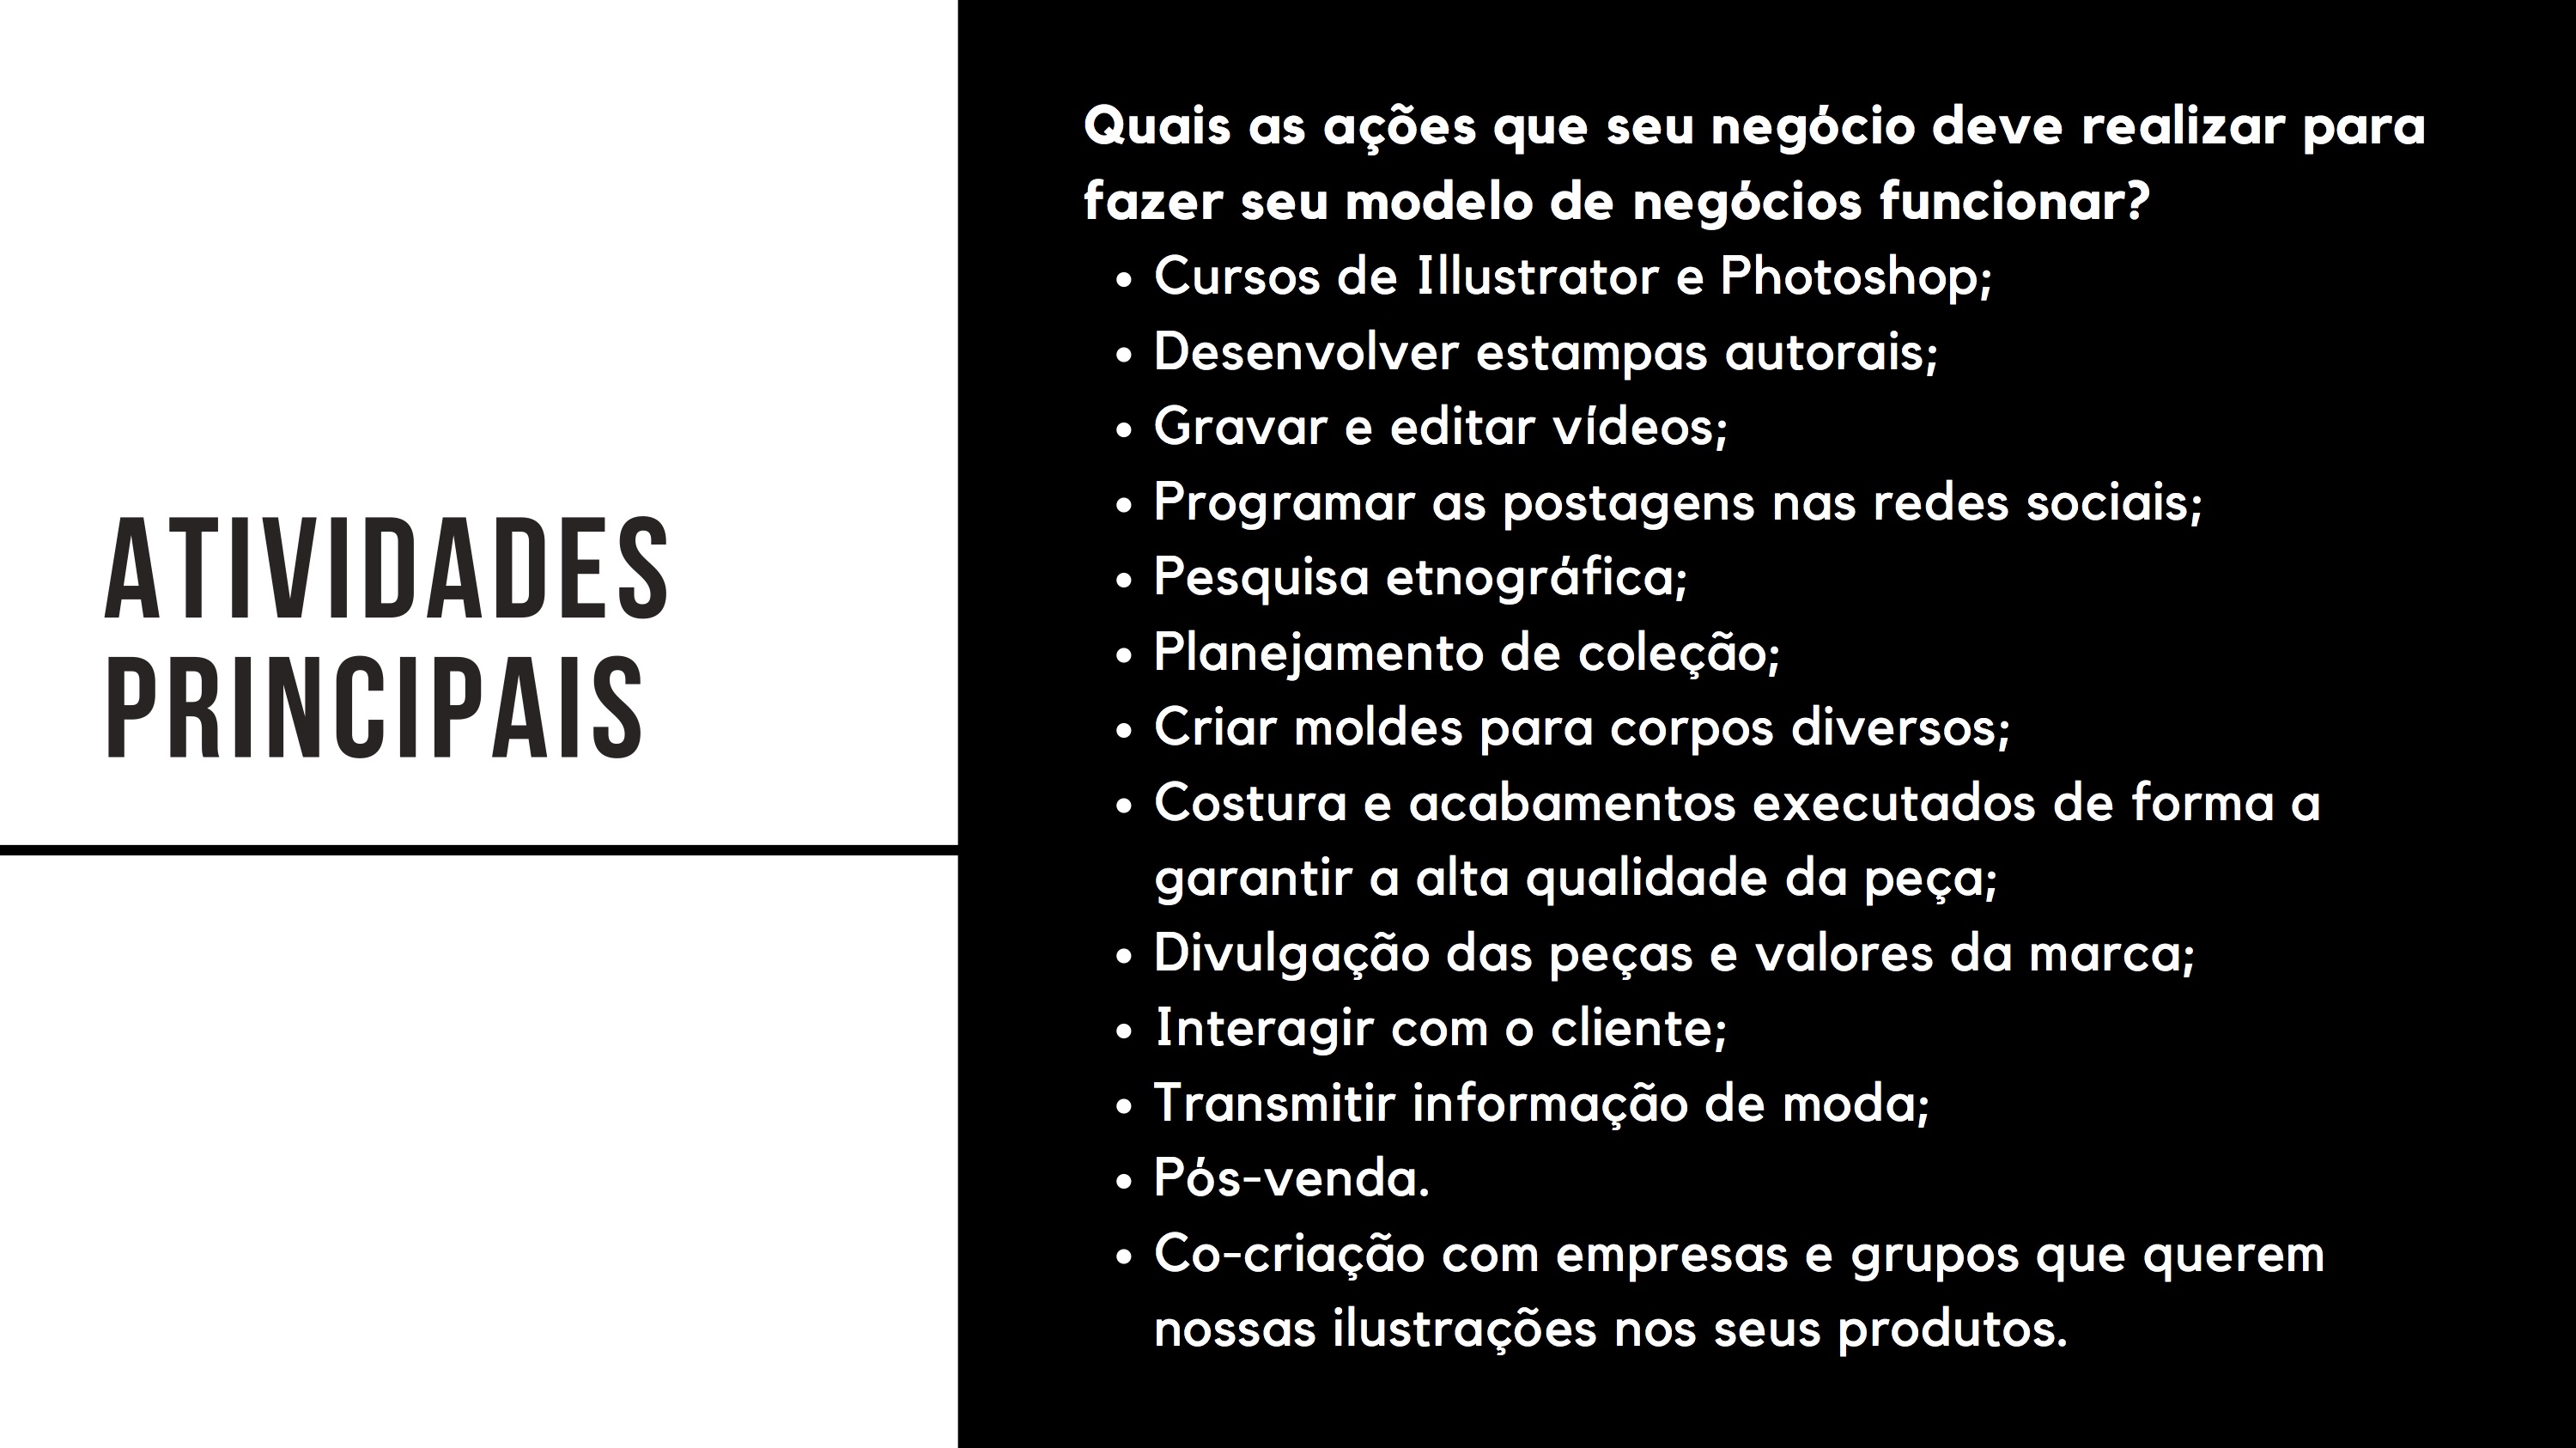 ATIVIDADES
PRINCIPAIS
Quais as ações que seu negócio deve realizar para
fazer seu modelo de negócios funcionar?
• Cursos de Illustrator e Photoshop;
• Desenvolver estampas autorais;
• Gravar e editar vídeos;
• Programar as postagens nas redes sociais;
• Pesquisa etnográfica;
• Planejamento de coleção;
• Criar moldes para corpos diversos;
• Costura e acabamentos executados de forma a
garantir a alta qualidade da peça;
• Divulgação das peças e valores da marca;
• Interagir com o cliente;
• Transmitir informação de moda;
• Pós-venda.
• Co-criação com empresas e grupos que querem
nossas ilustrações nos seus produtos.